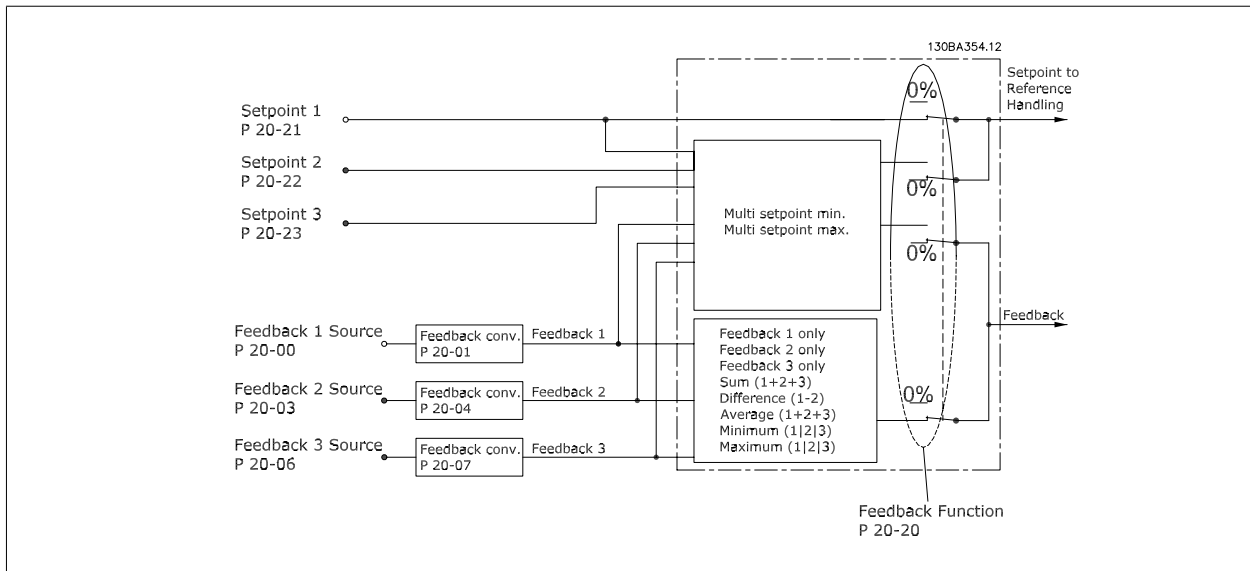 130BA354.12
Setpoint to
Reference
Handling
0%
Setpoint 1
P 20-21
Setpoint 2
P 20-22
0%
Setpoint 3
P 20-23
Multi setpoint min.
Multi setpoint max.
0%
Feedback
Feedback 1 Source
P 20-00
Feedback conv.
P 20-01
Feedback 1
Feedback 2 Source
P 20-03
Feedback conv.
P 20-04
Feedback 2
Feedback 3 Source
P 20-06
Feedback conv.
P 20-07
Feedback 3
Feedback 1 only
Feedback 2 only
Feedback 3 only
Sum (1+2+3)
Difference (1-2)
Average (1+2+3)
Minimum (1|2|3)
Maximum (1|2|3)
0%
Feedback Function
P 20-20